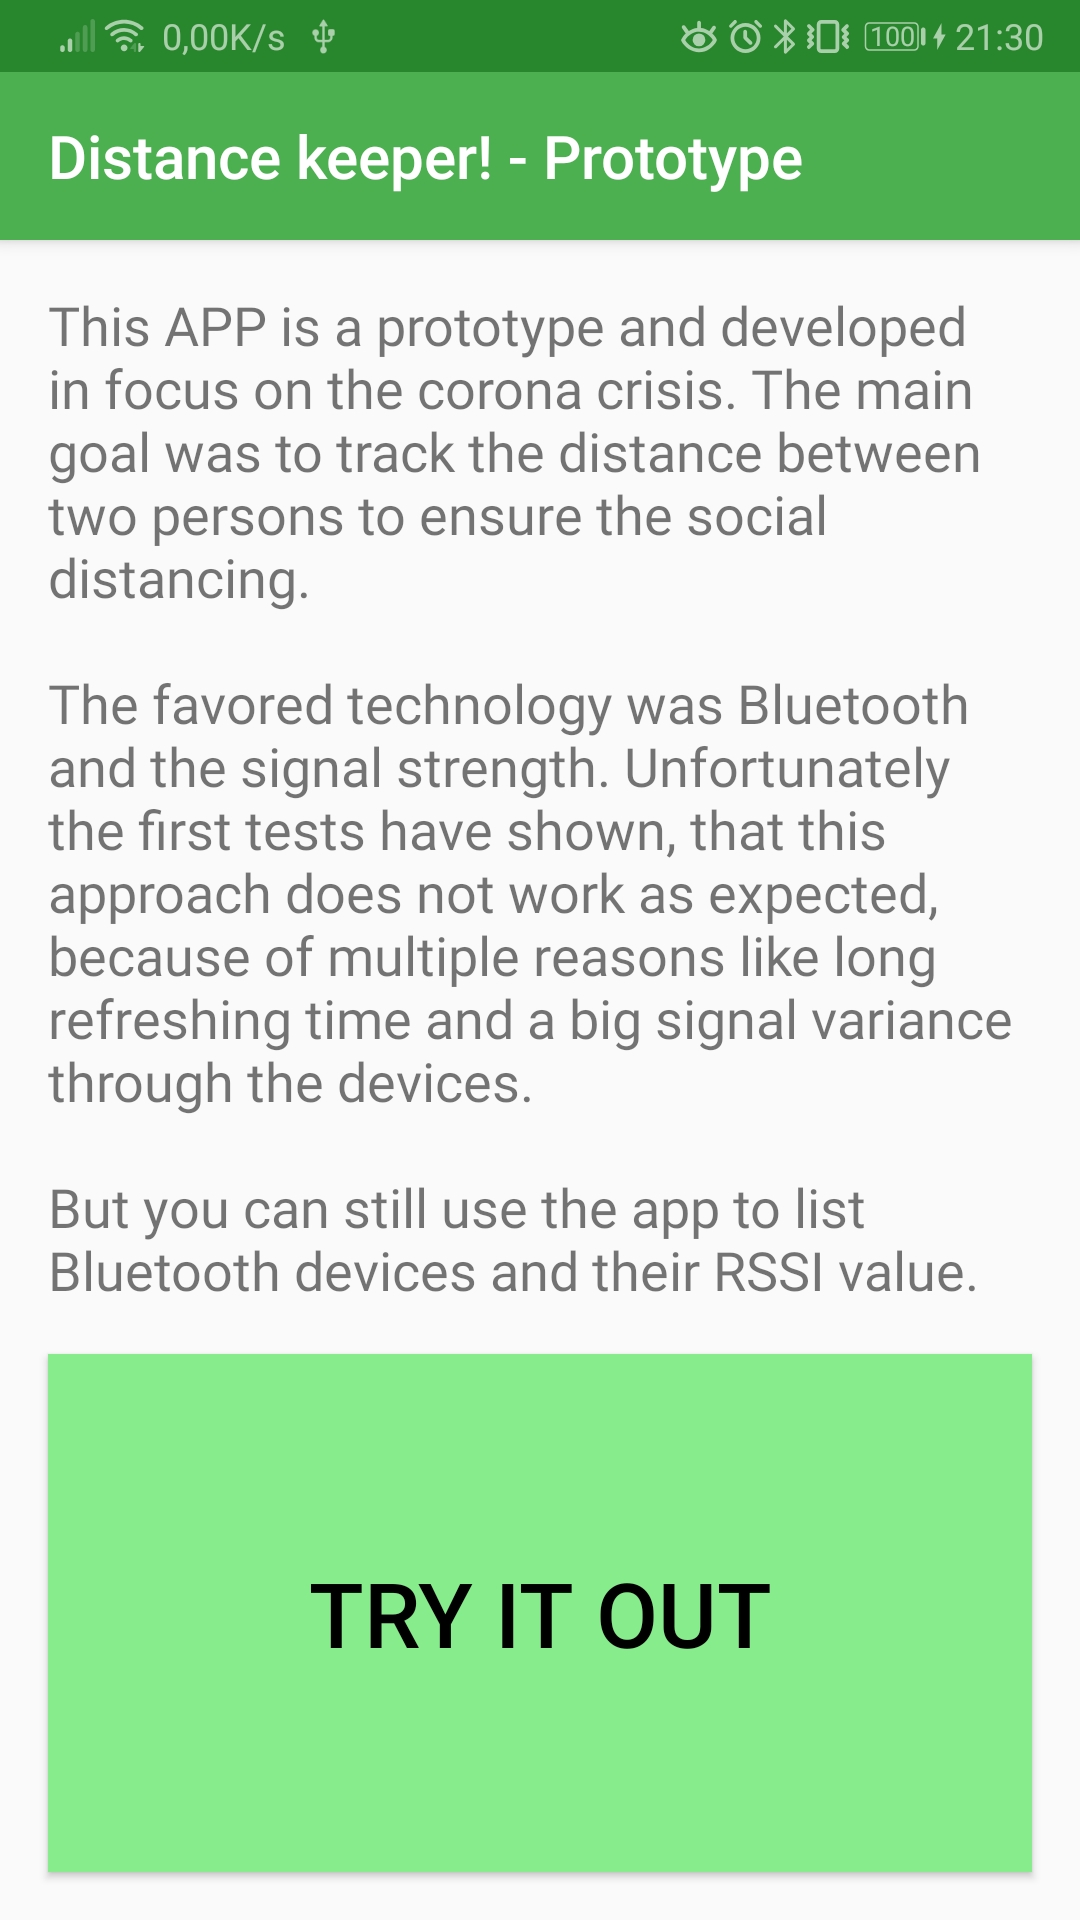 0,00K/s 100 21:30
Distance keeper! - Prototype
This APP is a prototype and developed
in focus on the corona crisis. The main
goal was to track the distance between
two persons to ensure the social
distancing.
The favored technology was Bluetooth
and the signal strength. Unfortunately
the first tests have shown, that this
approach does not work as expected,
because of multiple reasons like long
refreshing time and a big signal variance
through the devices.
But you can still use the app to list
Bluetooth devices and their RSSI value.
TRY IT OUT